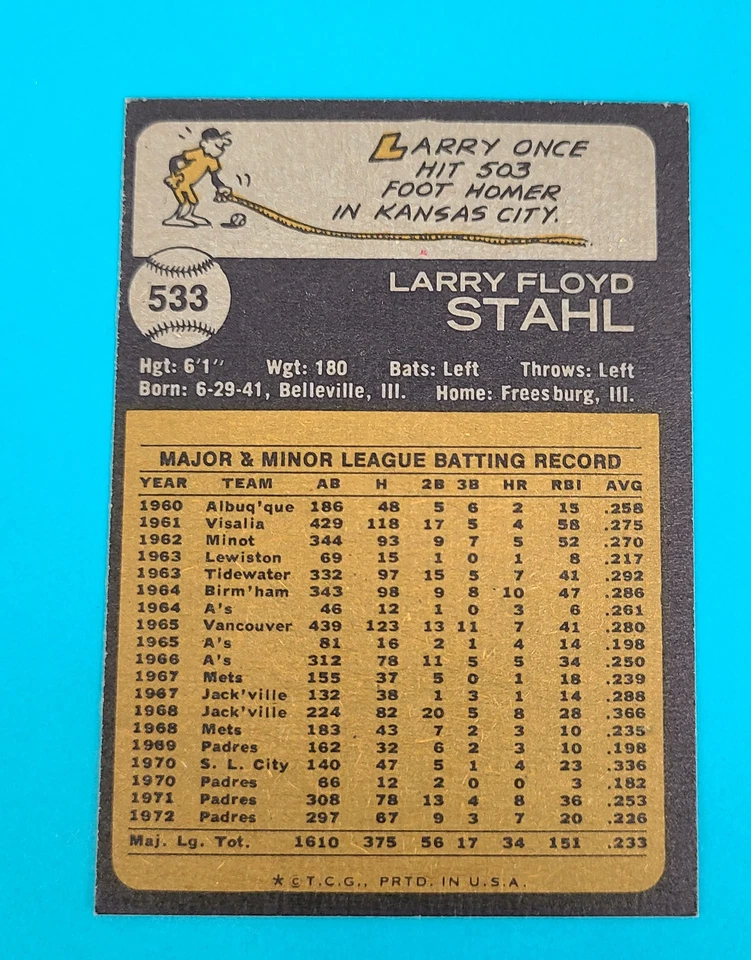 LARRY ONCE
HIT 503
FOOT HOMER
IN KANSAS CITY.
533
LARRY FLOYD
STAHL
Hgt: 6'1" Wgt: 180 Bats: Left Throws: Left
Born: 6-29-41, Belleville, Ill. Home: Freesburg, Ill.
MAJOR & MINOR LEAGUE BATTING RECORD
YEAR TEAM AB H 2B 3B HR RBI AVG
1960 Albuq'que 186 48 5 6 2 15 .258
1961 Visalia 429 118 17 5 4 58 .275
1962 Minot 344 93 9 7 5 52 .270
1963 Lewiston 69 15 1 0 1 8 .217
1963 Tidewater 332 97 15 5 7 41 .292
1964 Birm'ham 343 98 9 8 10 47 .286
1964 A's 46 12 1 0 3 6 .261
1965 Vancouver 439 123 13 11 7 41 .280
1965 A's 81 16 2 1 4 14 .198
1966 A's 312 78 11 5 5 34 .250
1967 Mets 155 37 5 0 1 18 .239
1967 Jack'ville 132 38 1 3 1 14 .288
1968 Jack'ville 224 82 20 5 8 28 .366
1968 Mets 183 43 7 2 3 10 .235
1969 Padres 162 32 6 2 3 10 .198
1970 S. L. City 140 47 5 1 4 23 .336
1970 Padres 66 12 2 0 0 3 .182
1971 Padres 308 78 13 4 8 36 .253
1972 Padres 297 67 9 3 7 20 .226
Maj. Lg. Tot. 1610 375 56 17 34 151 .233
* © T.C.G., PRTD. IN U.S.A.